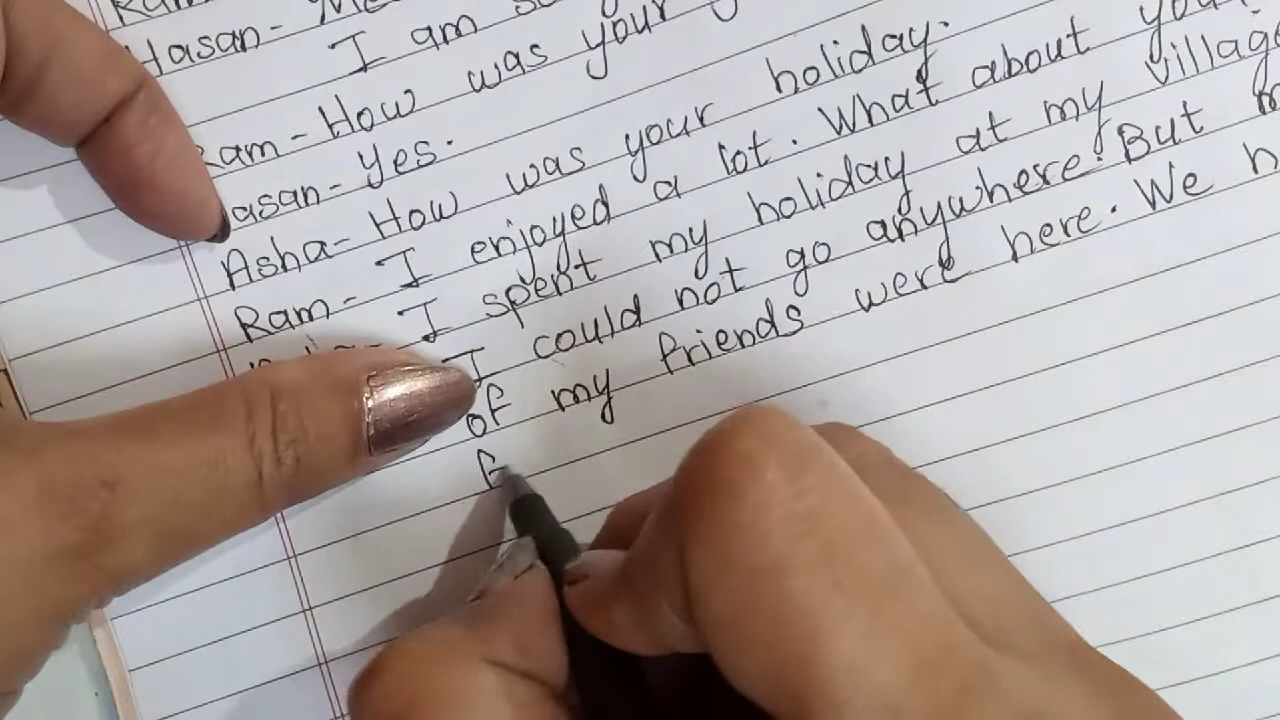 Hasan-
I am
Ram - How was your
Hasan- Yes.
Asha- How was your holiday.
Ram - I enjoyed a lot. What about you?
I spent my holiday at my village
I could not go anywhere. But
of my friends were here. We